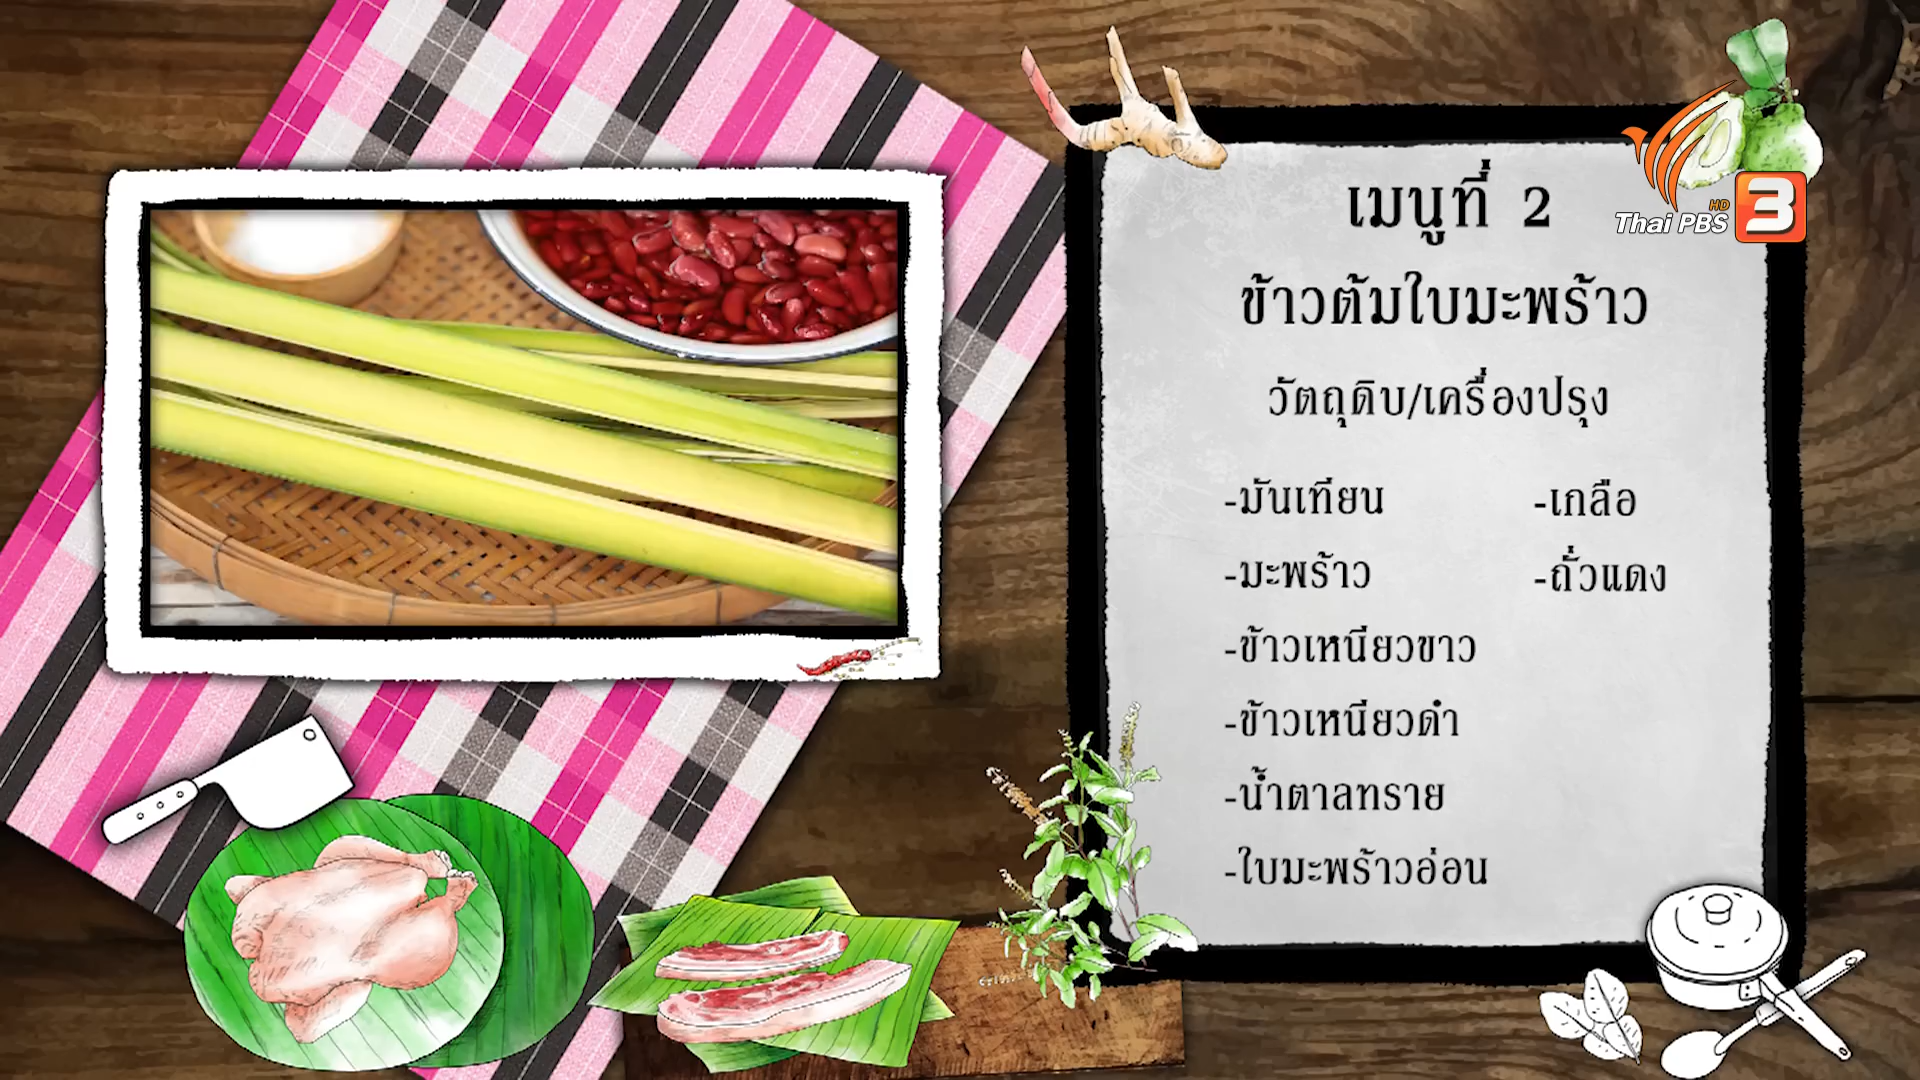 เมนูที่ 2
ข้าวต้มใบมะพร้าว
วัตถุดิบ/เครื่องปรุง
-มันเทียน
-มะพร้าว
-ข้าวเหนียวขาว
-ข้าวเหนียวดำ
-น้ำตาลทราย
-ใบมะพร้าวอ่อน
-เกลือ
-ถั่วแดง
HD
Thai PBS 3